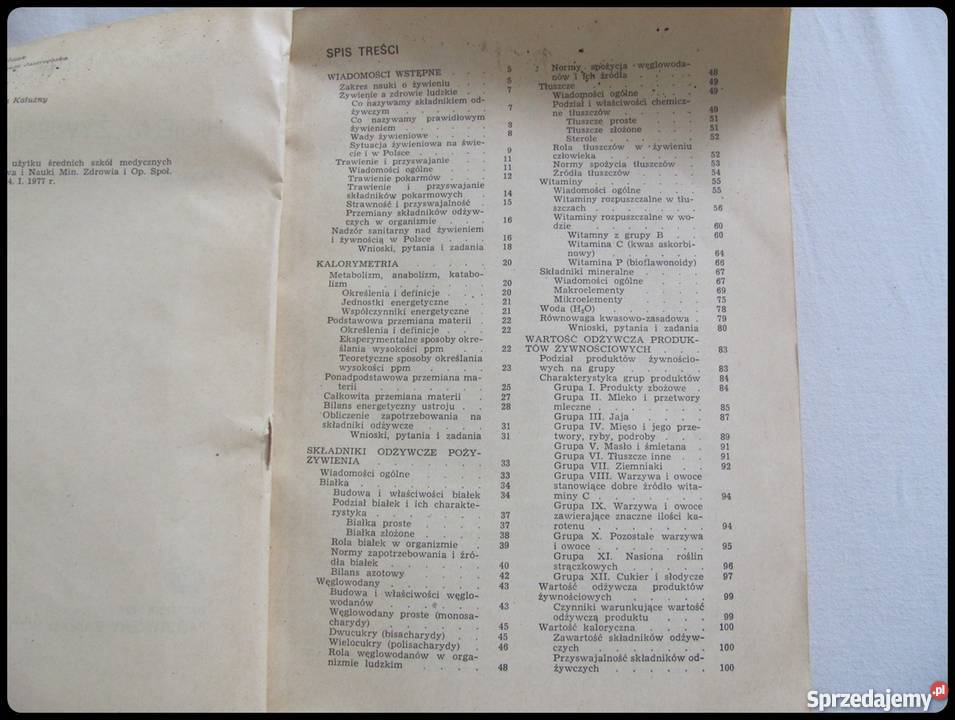 Kałużny
użytku średnich szkół medycznych
i Nauki Min. Zdrowia i Op. Społ.
4. I. 1977 r.
SPIS TREŚCI
WIADOMOŚCI WSTĘPNE . . . 5
Zakres nauki o żywieniu . . 5
Żywienie a zdrowie ludzkie . . 7
Co nazywamy składnikiem od-
żywczym . . . . . 7
Co nazywamy prawidłowym
żywieniem . . . . . 8
Wady żywieniowe . . . 8
Sytuacja żywieniowa na świe-
cie i w Polsce . . . . 9
Trawienie i przyswajanie . . 11
Wiadomości ogólne . . . 11
Trawienie pokarmów . . . 12
Trawienie i przyswajanie
składników pokarmowych . . 14
Strawność i przyswajalność . 15
Przemiany składników odżyw-
czych w organizmie . . . 16
Nadzór sanitarny nad żywieniem
i żywnością w Polsce . . . 16
Wnioski, pytania i zadania 18
KALORYMETRIA . . . . 20
Metabolizm, anabolizm, katabo-
lizm . . . . . . . 20
Określenia i definicje . . . 20
Jednostki energetyczne . . 21
Współczynniki energetyczne . 21
Podstawowa przemiana materii . 22
Określenia i definicje . . . 22
Eksperymentalne sposoby okre-
ślania wysokości ppm . . 22
Teoretyczne sposoby określania
wysokości ppm . . . . 23
Ponadpodstawowa przemiana ma-
terii . . . . . . . 25
Całkowita przemiana materii . . 27
Bilans energetyczny ustroju . . 28
Obliczenie zapotrzebowania na
składniki odżywcze . . . . 31
Wnioski, pytania i zadania 31
SKŁADNIKI ODŻYWCZE POŻY-
ZYWIENIA . . . . . . 33
Wiadomości ogólne . . . . 33
Białka . . . . . . . 34
Budowa i właściwości białek 34
Podział białek i ich charakte-
rystyka . . . . . . 37
Białka proste . . . . 37
Białka złożone . . . . 38
Rola białek w organizmie . . 39
Normy zapotrzebowania i źró-
dła białek . . . . . 40
Bilans azotowy . . . . 42
Węglowodany . . . . . 43
Budowa i właściwości węglo-
wodanów . . . . . 43
Węglowodany proste (monosa-
charydy) . . . . . 45
Dwucukry (bisacharydy) . . 45
Wielocukry (polisacharydy) . 46
Rola węglowodanów w orga-
nizmie ludzkim . . . . 48
Normy spożycia węglowoda-
nów i ich źródła . . . . 48
Tłuszcze . . . . . . 49
Wiadomości ogólne . . . 49
Podział i właściwości chemicz-
ne tłuszczów . . . . 49
Tłuszcze proste . . . 51
Tłuszcze złożone . . . 51
Sterole . . . . . 52
Rola tłuszczów w żywieniu
człowieka . . . . . 52
Normy spożycia tłuszczów . 53
Źródła tłuszczów . . . 54
Witaminy . . . . . . 55
Wiadomości ogólne . . . 55
Witaminy rozpuszczalne w tłu-
szczach . . . . . . 56
Witaminy rozpuszczalne w wo-
dzie . . . . . . . 60
Witamny z grupy B . . 60
Witamina C (kwas askorbi-
nowy) . . . . . . 64
Witamina P (bioflawonoidy) 66
Składniki mineralne . . . . 67
Wiadomości ogólne . . . 67
Makroelementy . . . . 69
Mikroelementy . . . . 75
Woda (H₂O) . . . . . 78
Równowaga kwasowo-zasadowa . 79
Wnioski, pytania i zadania 80
WARTOŚĆ ODŻYWCZA PRODUK-
TÓW ŻYWNOŚCIOWYCH . . . 83
Podział produktów żywnościo-
wych na grupy . . . . . 83
Charakterystyka grup produktów 84
Grupa I. Produkty zbożowe . 84
Grupa II. Mleko i przetwory
mleczne . . . . . . 85
Grupa III. Jaja . . . . 87
Grupa IV. Mięso i jego prze-
twory, ryby, podroby . . . 89
Grupa V. Masło i śmietana . 91
Grupa VI. Tłuszcze inne . . 91
Grupa VII. Ziemniaki . . . 92
Grupa VIII. Warzywa i owoce
stanowiące dobre źródło wita-
miny C . . . . . . 94
Grupa IX. Warzywa i owoce
zawierające znaczne ilości ka-
rotenu . . . . . . 94
Grupa X. Pozostałe warzywa
i owoce . . . . . . 95
Grupa XI. Nasiona roślin
strączkowych . . . . . 96
Grupa XII. Cukier i słodycze 97
Wartość odżywcza produktów
żywnościowych . . . . . 99
Czynniki warunkujące wartość
odżywczą produktu . . . 99
Wartość kaloryczna . . . . 100
Zawartość składników odżyw-
czych . . . . . . 100
Przyswajalność składników od-
żywczych . . . . . 100
Sprzedajemy.pl